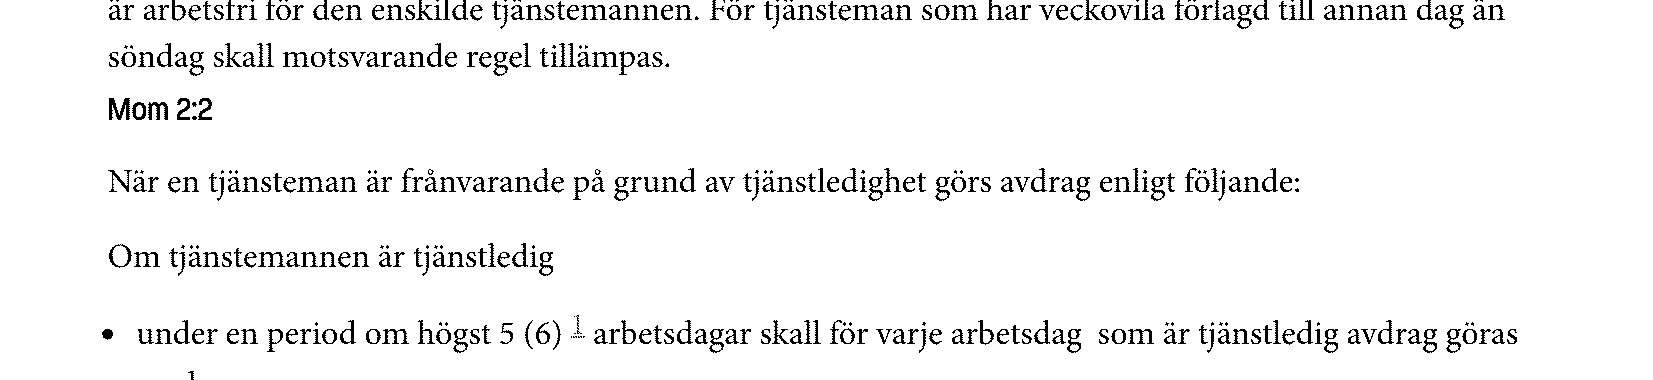 är arbetsfri för den enskilde tjänstemannen. För tjänsteman som har veckovila förlagd till annan dag än
söndag skall motsvarande regel tillämpas.
Mom 2:2
När en tjänsteman är frånvarande på grund av tjänstledighet görs avdrag enligt följande:
Om tjänstemannen är tjänstledig
• under en period om högst 5 (6) 1 arbetsdagar skall för varje arbetsdag som är tjänstledig avdrag göras